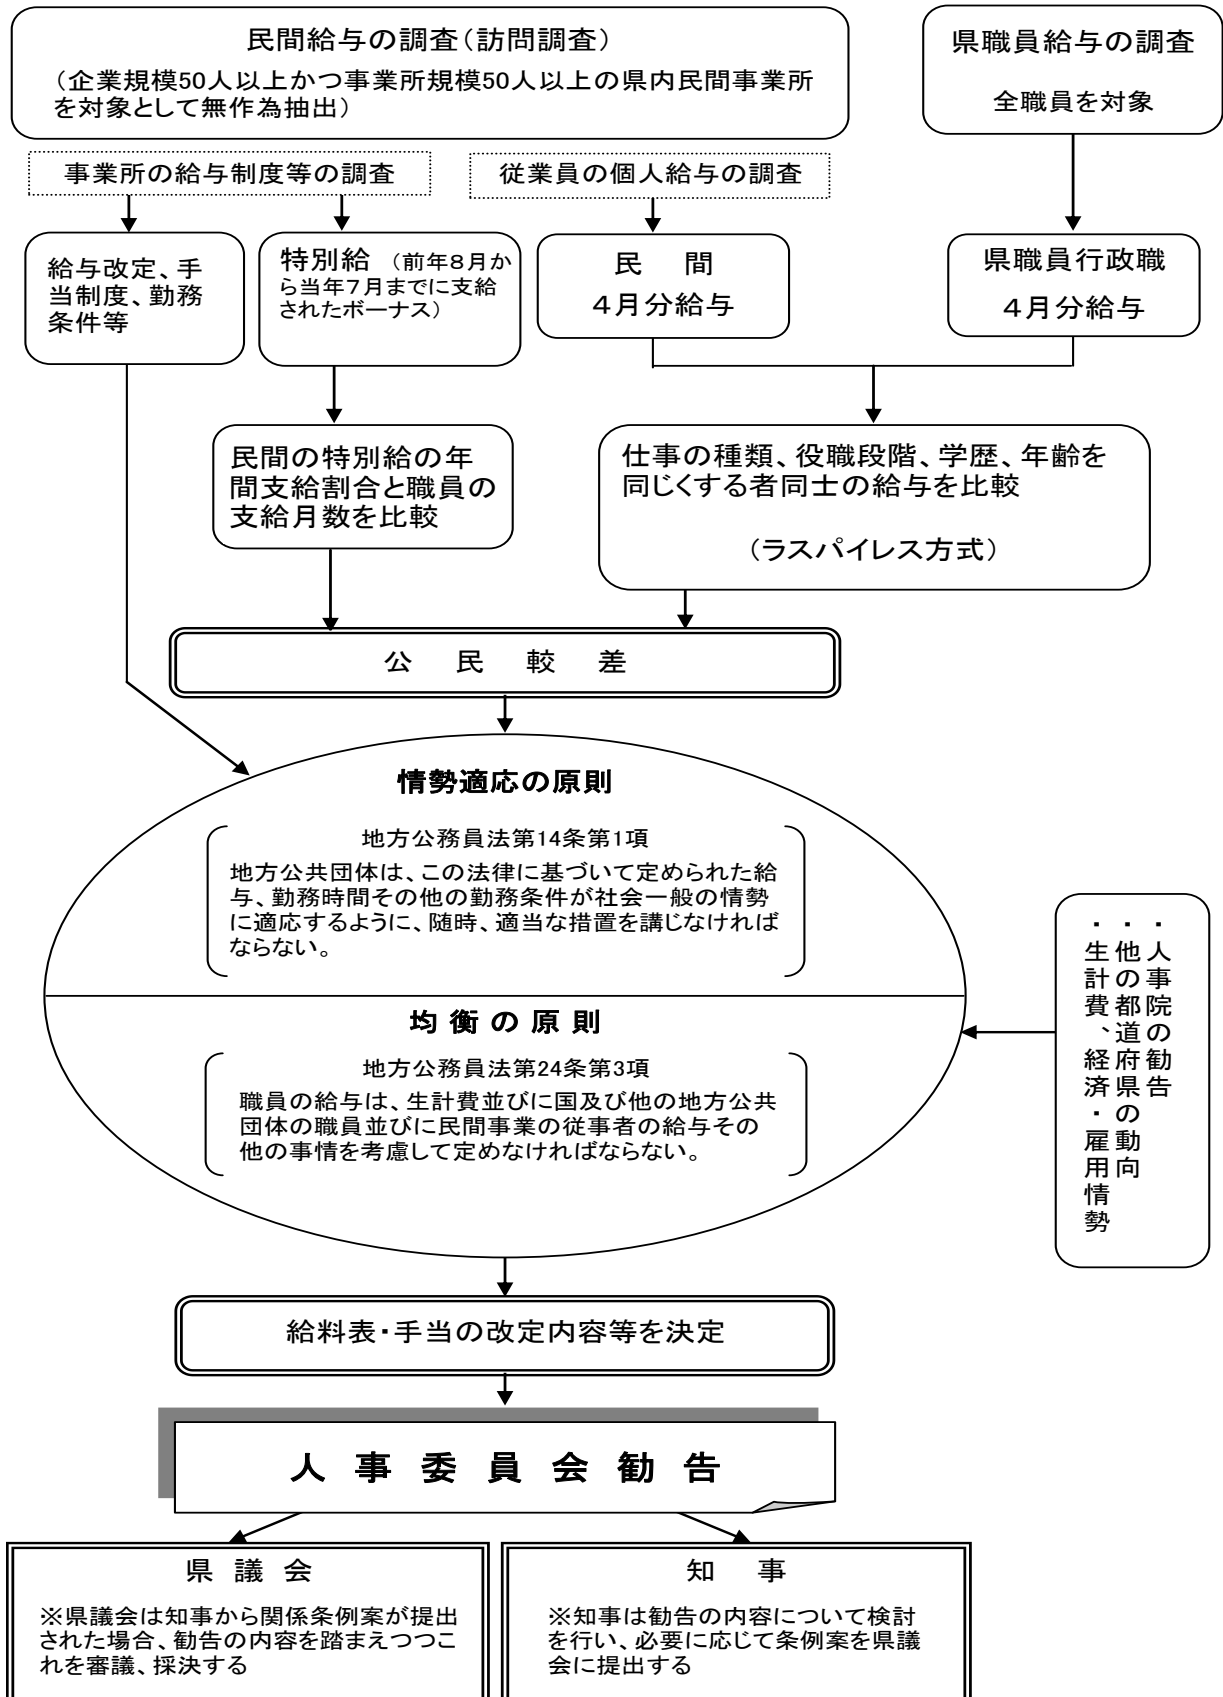 民間給与の調査（訪問調査）
（企業規模50人以上かつ事業所規模50人以上の県内民間事業所
を対象として無作為抽出）
県職員給与の調査
全職員を対象
事業所の給与制度等の調査
従業員の個人給与の調査
給与改定、手
当制度、勤務
条件等
特別給（前年８月か
ら当年７月までに支給
されたボーナス）
民　間
４月分給与
県職員行政職
４月分給与
民間の特別給の年
間支給割合と職員の
支給月数を比較
仕事の種類、役職段階、学歴、年齢を
同じくする者同士の給与を比較
（ラスパイレス方式）
公　民　較　差
情勢適応の原則
地方公務員法第14条第1項
地方公共団体は、この法律に基づいて定められた給
与、勤務時間その他の勤務条件が社会一般の情勢
に適応するように、随時、適当な措置を講じなければ
ならない。
均 衡 の 原 則
地方公務員法第24条第3項
職員の給与は、生計費並びに国及び他の地方公共
団体の職員並びに民間事業の従事者の給与その
他の事情を考慮して定めなければならない。
・人事院の勧告
・他の都道府県の動向
・生計費、経済・雇用情勢
給料表・手当の改定内容等を決定
人 事 委 員 会 勧 告
県 議 会
※県議会は知事から関係条例案が提出
された場合、勧告の内容を踏まえつつこ
れを審議、採決する
知　事
※知事は勧告の内容について検討
を行い、必要に応じて条例案を県議
会に提出する